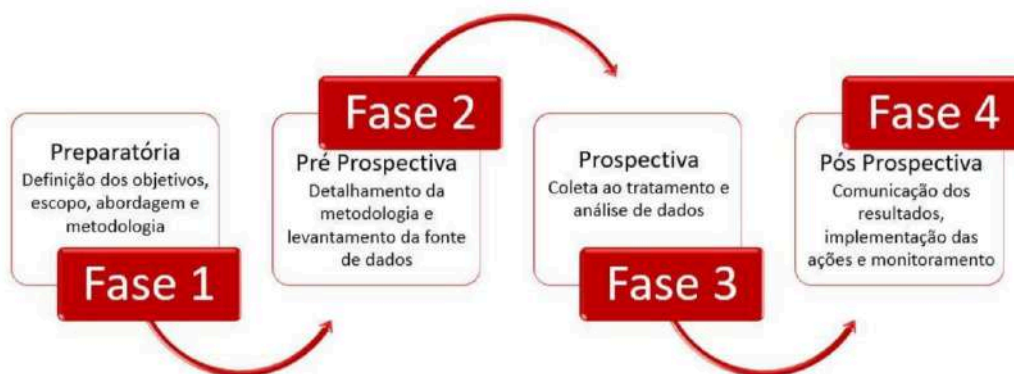 Preparatória
Definição dos objetivos,
escopo, abordagem e
metodologia
Fase 1
Fase 2
Pré Prospectiva
Detalhamento da
metodologia e
levantamento da fonte
de dados
Prospectiva
Coleta ao tratamento e
análise de dados
Fase 3
Fase 4
Pós Prospectiva
Comunicação dos
resultados,
implementação das
ações e monitoramento